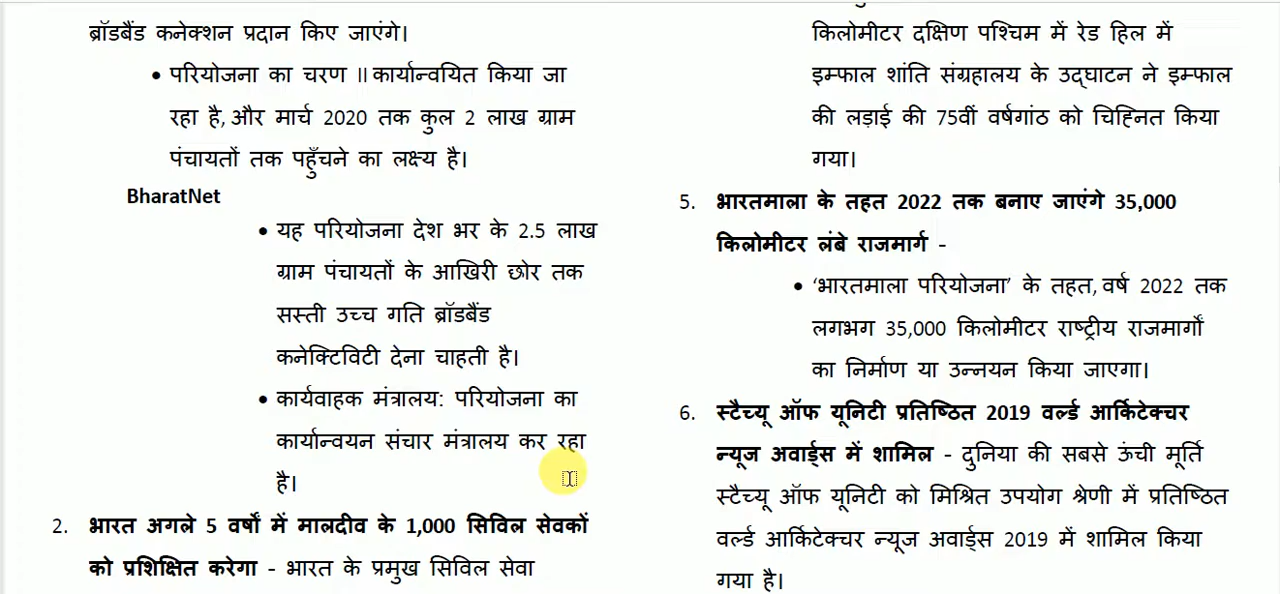 ब्रॉडबैंड कनेक्शन प्रदान किए जाएंगे।
• परियोजना का चरण II कार्यान्वयित किया जा
रहा है, और मार्च 2020 तक कुल 2 लाख ग्राम
पंचायतों तक पहुँचने का लक्ष्य है।
BharatNet
• यह परियोजना देश भर के 2.5 लाख
ग्राम पंचायतों के आखिरी छोर तक
सस्ती उच्च गति ब्रॉडबैंड
कनेक्टिविटी देना चाहती है।
• कार्यवाहक मंत्रालय: परियोजना का
कार्यान्वयन संचार मंत्रालय कर रहा
है।
2. भारत अगले 5 वर्षों में मालदीव के 1,000 सिविल सेवकों
को प्रशिक्षित करेगा - भारत के प्रमुख सिविल सेवा
किलोमीटर दक्षिण पश्चिम में रेड हिल में
इम्फाल शांति संग्रहालय के उद्घाटन ने इम्फाल
की लड़ाई की 75वीं वर्षगांठ को चिह्नित किया
गया।
5. भारतमाला के तहत 2022 तक बनाए जाएंगे 35,000
किलोमीटर लंबे राजमार्ग -
• ‘भारतमाला परियोजना’ के तहत, वर्ष 2022 तक
लगभग 35,000 किलोमीटर राष्ट्रीय राजमार्गों
का निर्माण या उन्नयन किया जाएगा।
6. स्टैच्यू ऑफ यूनिटी प्रतिष्ठित 2019 वर्ल्ड आर्किटेक्चर
न्यूज अवार्ड्स में शामिल - दुनिया की सबसे ऊंची मूर्ति
स्टैच्यू ऑफ यूनिटी को मिश्रित उपयोग श्रेणी में प्रतिष्ठित
वर्ल्ड आर्किटेक्चर न्यूज अवार्ड्स 2019 में शामिल किया
गया है।